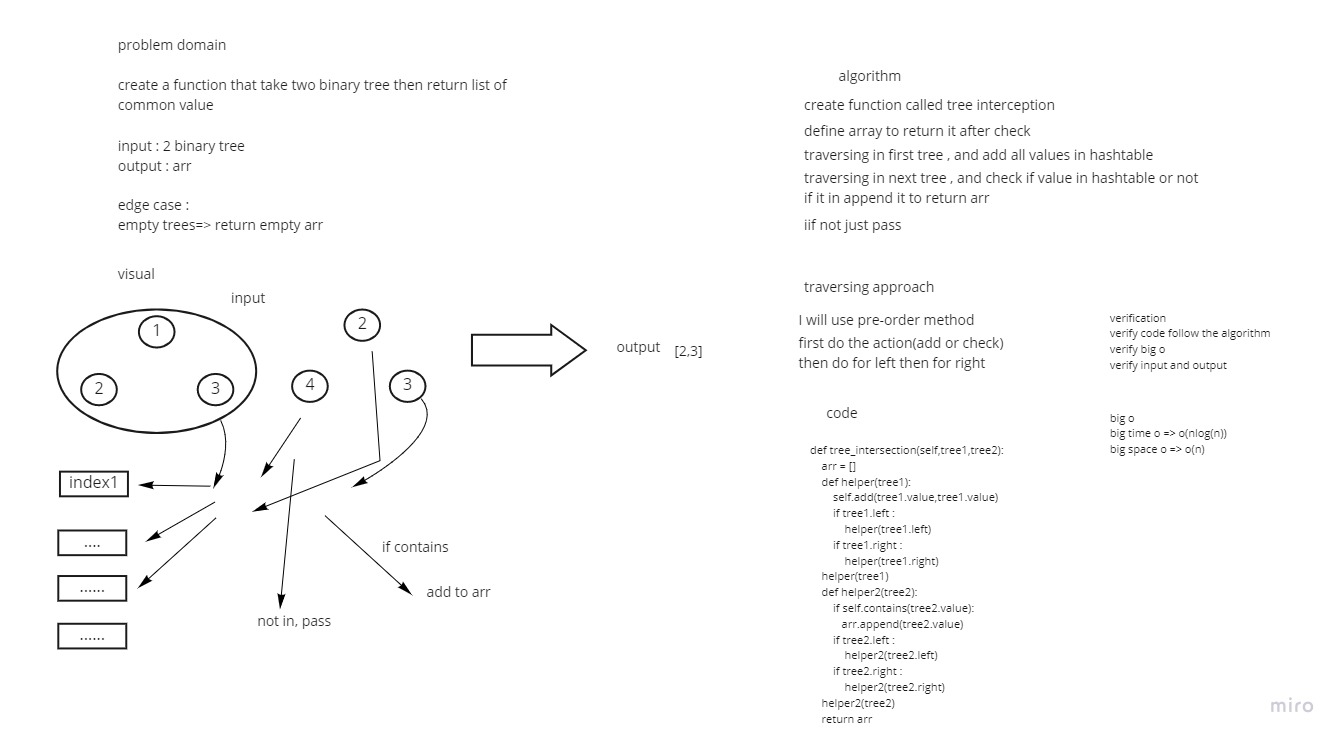 problem domain
create a function that take two binary tree then return list of
common value
input : 2 binary tree
output : arr
edge case :
empty trees=> return empty arr
visual
input
1
2
3
2
4
3
output
[2,3]
index1
....
......
......
if contains
add to arr
not in, pass
algorithm
create function called tree interception
define array to return it after check
traversing in first tree , and add all values in hashtable
traversing in next tree , and check if value in hashtable or not
if it in append it to return arr
iif not just pass
traversing approach
I will use pre-order method
first do the action(add or check)
then do for left then for right
verification
verify code follow the algorithm
verify big o
verify input and output
big o
big time o => o(nlog(n))
big space o => o(n)
code
def tree_intersection(self,tree1,tree2):
arr = []
def helper(tree1):
self.add(tree1.value,tree1.value)
if tree1.left :
helper(tree1.left)
if tree1.right :
helper(tree1.right)
helper(tree1)
def helper2(tree2):
if self.contains(tree2.value):
arr.append(tree2.value)
if tree2.left :
helper2(tree2.left)
if tree2.right :
helper2(tree2.right)
helper2(tree2)
return arr
miro